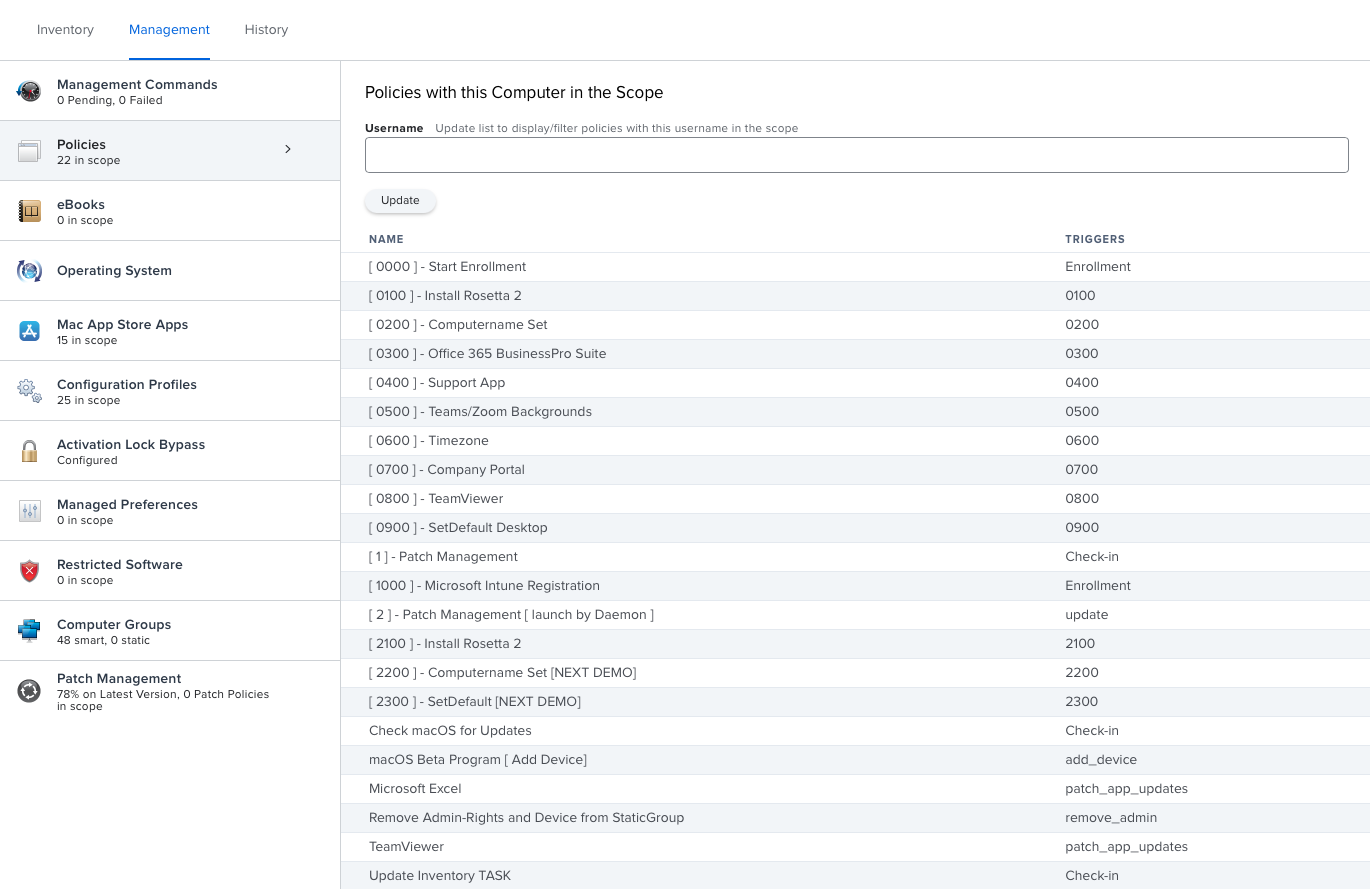 Inventory Management History
Management Commands
0 Pending, 0 Failed
Policies
22 in scope
eBooks
0 in scope
Operating System
Mac App Store Apps
15 in scope
Configuration Profiles
25 in scope
Activation Lock Bypass
Configured
Managed Preferences
0 in scope
Restricted Software
0 in scope
Computer Groups
48 smart, 0 static
Patch Management
78% on Latest Version, 0 Patch Policies
in scope
Policies with this Computer in the Scope
Username Update list to display/filter policies with this username in the scope
Update
NAME TRIGGERS
[ 0000 ] - Start Enrollment Enrollment
[ 0100 ] - Install Rosetta 2 0100
[ 0200 ] - Computername Set 0200
[ 0300 ] - Office 365 BusinessPro Suite 0300
[ 0400 ] - Support App 0400
[ 0500 ] - Teams/Zoom Backgrounds 0500
[ 0600 ] - Timezone 0600
[ 0700 ] - Company Portal 0700
[ 0800 ] - TeamViewer 0800
[ 0900 ] - SetDefault Desktop 0900
[ 1 ] - Patch Management Check-in
[ 1000 ] - Microsoft Intune Registration Enrollment
[ 2 ] - Patch Management [ launch by Daemon ] update
[ 2100 ] - Install Rosetta 2 2100
[ 2200 ] - Computername Set [NEXT DEMO] 2200
[ 2300 ] - SetDefault [NEXT DEMO] 2300
Check macOS for Updates Check-in
macOS Beta Program [ Add Device] add_device
Microsoft Excel patch_app_updates
Remove Admin-Rights and Device from StaticGroup remove_admin
TeamViewer patch_app_updates
Update Inventory TASK Check-in